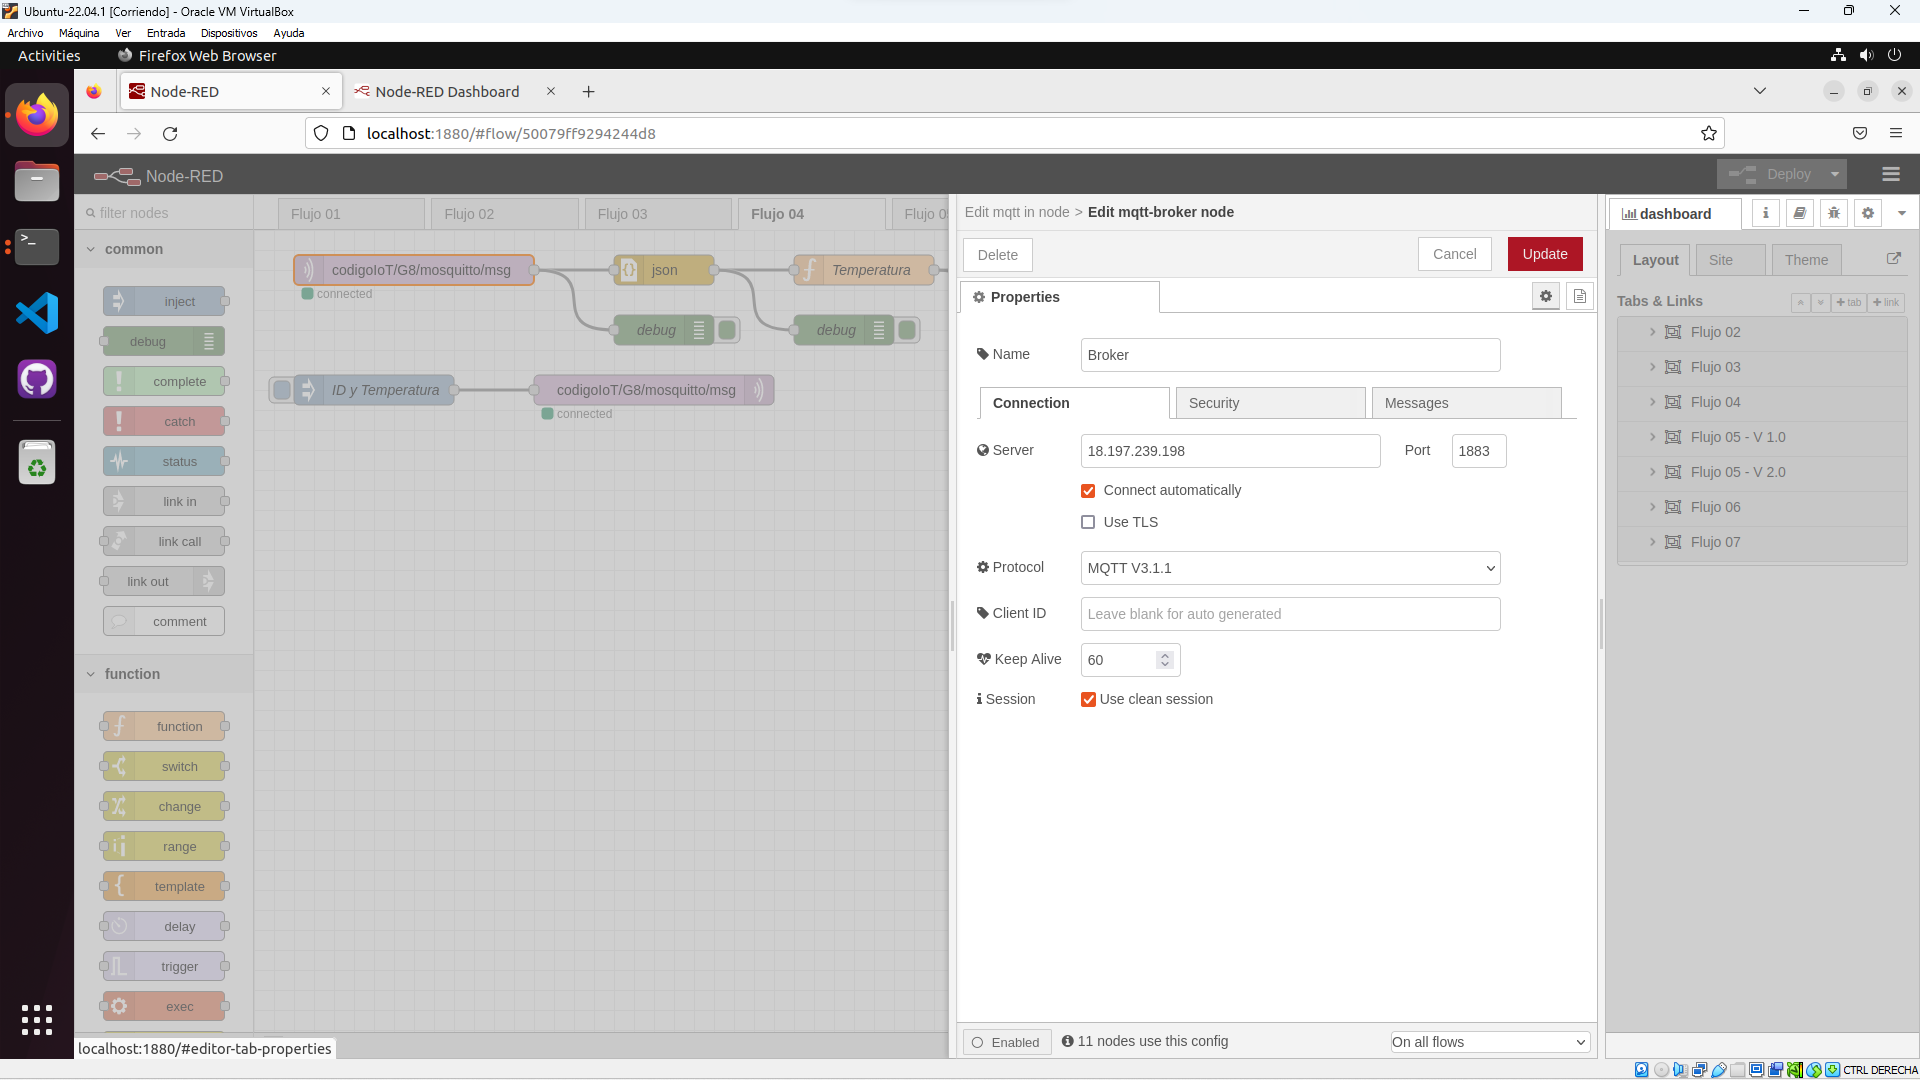 Ubuntu-22.04.1 [Corriendo] - Oracle VM VirtualBox
Archivo Máquina Ver Entrada Dispositivos Ayuda
Activities Firefox Web Browser
Node-RED Node-RED Dashboard
localhost:1880/#flow/50079ff9294244d8
Node-RED Deploy
filter nodes
common
inject
debug
complete
catch
status
link in
link call
link out
comment
function
function
switch
change
range
template
delay
trigger
exec
localhost:1880/#editor-tab-properties
Flujo 01 Flujo 02 Flujo 03 Flujo 04
codigoIoT/G8/mosquitto/msg json Temperatura
connected
debug debug
ID y Temperatura codigoIoT/G8/mosquitto/msg
connected
Edit mqtt in node > Edit mqtt-broker node
Delete Cancel Update
Properties
Name Broker
Connection Security Messages
Server 18.197.239.198 Port 1883
Connect automatically
Use TLS
Protocol MQTT V3.1.1
Client ID Leave blank for auto generated
Keep Alive 60
Session Use clean session
Enabled 11 nodes use this config On all flows
dashboard
Layout Site Theme
Tabs & Links + tab + link
Flujo 02
Flujo 03
Flujo 04
Flujo 05 - V 1.0
Flujo 05 - V 2.0
Flujo 06
Flujo 07
CTRL DERECHA